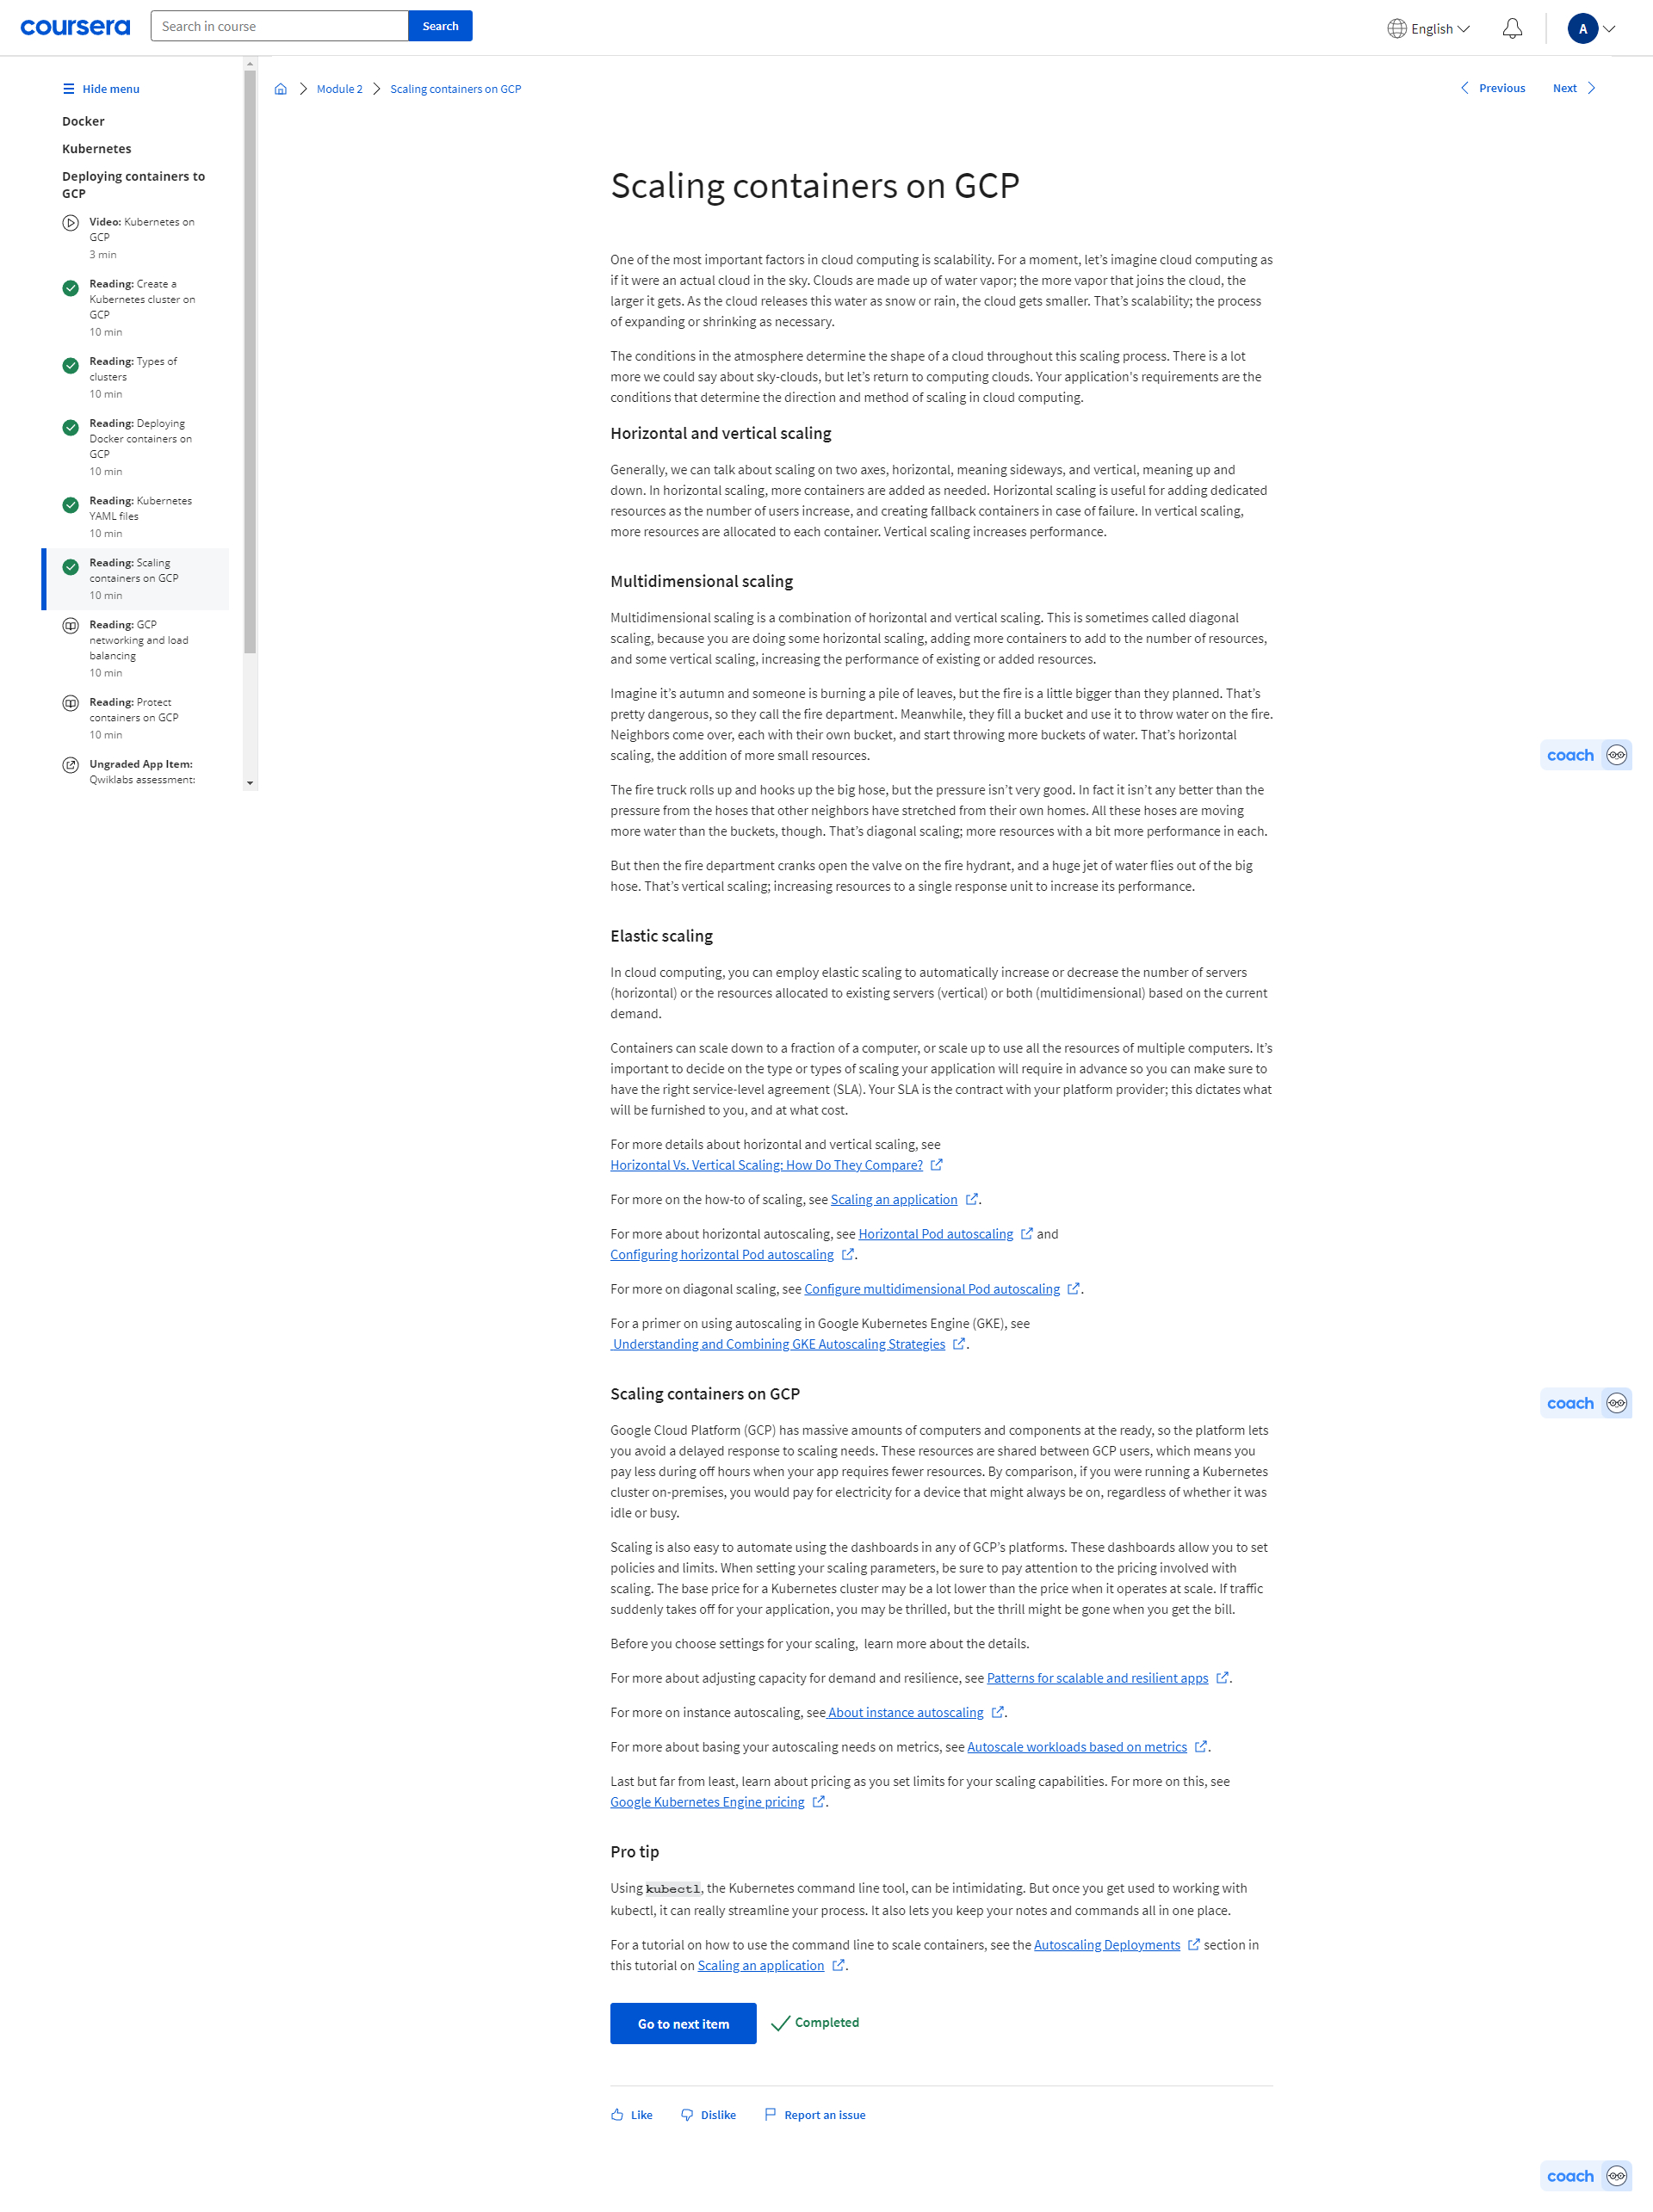 coursera
Search in course
Search
English
A
Hide menu
Docker
Kubernetes
Deploying containers to
GCP
Video: Kubernetes on
GCP
3 min
Reading: Create a
Kubernetes cluster on
GCP
10 min
Reading: Types of
clusters
10 min
Reading: Deploying
Docker containers on
GCP
10 min
Reading: Kubernetes
YAML files
10 min
Reading: Scaling
containers on GCP
10 min
Reading: GCP
networking and load
balancing
10 min
Reading: Protect
containers on GCP
10 min
Ungraded App Item:
Qwiklabs assessment:
Module 2
Scaling containers on GCP
Previous
Next
Scaling containers on GCP
One of the most important factors in cloud computing is scalability. For a moment, let’s imagine cloud computing as
if it were an actual cloud in the sky. Clouds are made up of water vapor; the more vapor that joins the cloud, the
larger it gets. As the cloud releases this water as snow or rain, the cloud gets smaller. That’s scalability; the process
of expanding or shrinking as necessary.
The conditions in the atmosphere determine the shape of a cloud throughout this scaling process. There is a lot
more we could say about sky-clouds, but let’s return to computing clouds. Your application’s requirements are the
conditions that determine the direction and method of scaling in cloud computing.
Horizontal and vertical scaling
Generally, we can talk about scaling on two axes, horizontal, meaning sideways, and vertical, meaning up and
down. In horizontal scaling, more containers are added as needed. Horizontal scaling is useful for adding dedicated
resources as the number of users increase, and creating fallback containers in case of failure. In vertical scaling,
more resources are allocated to each container. Vertical scaling increases performance.
Multidimensional scaling
Multidimensional scaling is a combination of horizontal and vertical scaling. This is sometimes called diagonal
scaling, because you are doing some horizontal scaling, adding more containers to add to the number of resources,
and some vertical scaling, increasing the performance of existing or added resources.
Imagine it’s autumn and someone is burning a pile of leaves, but the fire is a little bigger than they planned. That’s
pretty dangerous, so they call the fire department. Meanwhile, they fill a bucket and use it to throw water on the fire.
Neighbors come over, each with their own bucket, and start throwing more buckets of water. That’s horizontal
scaling, the addition of more small resources.
The fire truck rolls up and hooks up the big hose, but the pressure isn’t very good. In fact it isn’t any better than the
pressure from the hoses that other neighbors have stretched from their own homes. All these hoses are moving
more water than the buckets, though. That’s diagonal scaling; more resources with a bit more performance in each.
But then the fire department cranks open the valve on the fire hydrant, and a huge jet of water flies out of the big
hose. That’s vertical scaling; increasing resources to a single response unit to increase its performance.
Elastic scaling
In cloud computing, you can employ elastic scaling to automatically increase or decrease the number of servers
(horizontal) or the resources allocated to existing servers (vertical) or both (multidimensional) based on the current
demand.
Containers can scale down to a fraction of a computer, or scale up to use all the resources of multiple computers. It’s
important to decide on the type or types of scaling your application will require in advance so you can make sure to
have the right service-level agreement (SLA). Your SLA is the contract with your platform provider; this dictates what
will be furnished to you, and at what cost.
For more details about horizontal and vertical scaling, see
Horizontal Vs. Vertical Scaling: How Do They Compare?
For more on the how-to of scaling, see Scaling an application.
For more about horizontal autoscaling, see Horizontal Pod autoscaling and
Configuring horizontal Pod autoscaling.
For more on diagonal scaling, see Configure multidimensional Pod autoscaling.
For a primer on using autoscaling in Google Kubernetes Engine (GKE), see
Understanding and Combining GKE Autoscaling Strategies.
Scaling containers on GCP
Google Cloud Platform (GCP) has massive amounts of computers and components at the ready, so the platform lets
you avoid a delayed response to scaling needs. These resources are shared between GCP users, which means you
pay less during off hours when your app requires fewer resources. By comparison, if you were running a Kubernetes
cluster on-premises, you would pay for electricity for a device that might always be on, regardless of whether it was
idle or busy.
Scaling is also easy to automate using the dashboards in any of GCP’s platforms. These dashboards allow you to set
policies and limits. When setting your scaling parameters, be sure to pay attention to the pricing involved with
scaling. The base price for a Kubernetes cluster may be a lot lower than the price when it operates at scale. If traffic
suddenly takes off for your application, you may be thrilled, but the thrill might be gone when you get the bill.
Before you choose settings for your scaling, learn more about the details.
For more about adjusting capacity for demand and resilience, see Patterns for scalable and resilient apps.
For more on instance autoscaling, see About instance autoscaling.
For more about basing your autoscaling needs on metrics, see Autoscale workloads based on metrics.
Last but far from least, learn about pricing as you set limits for your scaling capabilities. For more on this, see
Google Kubernetes Engine pricing.
Pro tip
Using kubectl, the Kubernetes command line tool, can be intimidating. But once you get used to working with
kubectl, it can really streamline your process. It also lets you keep your notes and commands all in one place.
For a tutorial on how to use the command line to scale containers, see the Autoscaling Deployments section in
this tutorial on Scaling an application.
Go to next item
Completed
Like
Dislike
Report an issue
coach
coach
coach